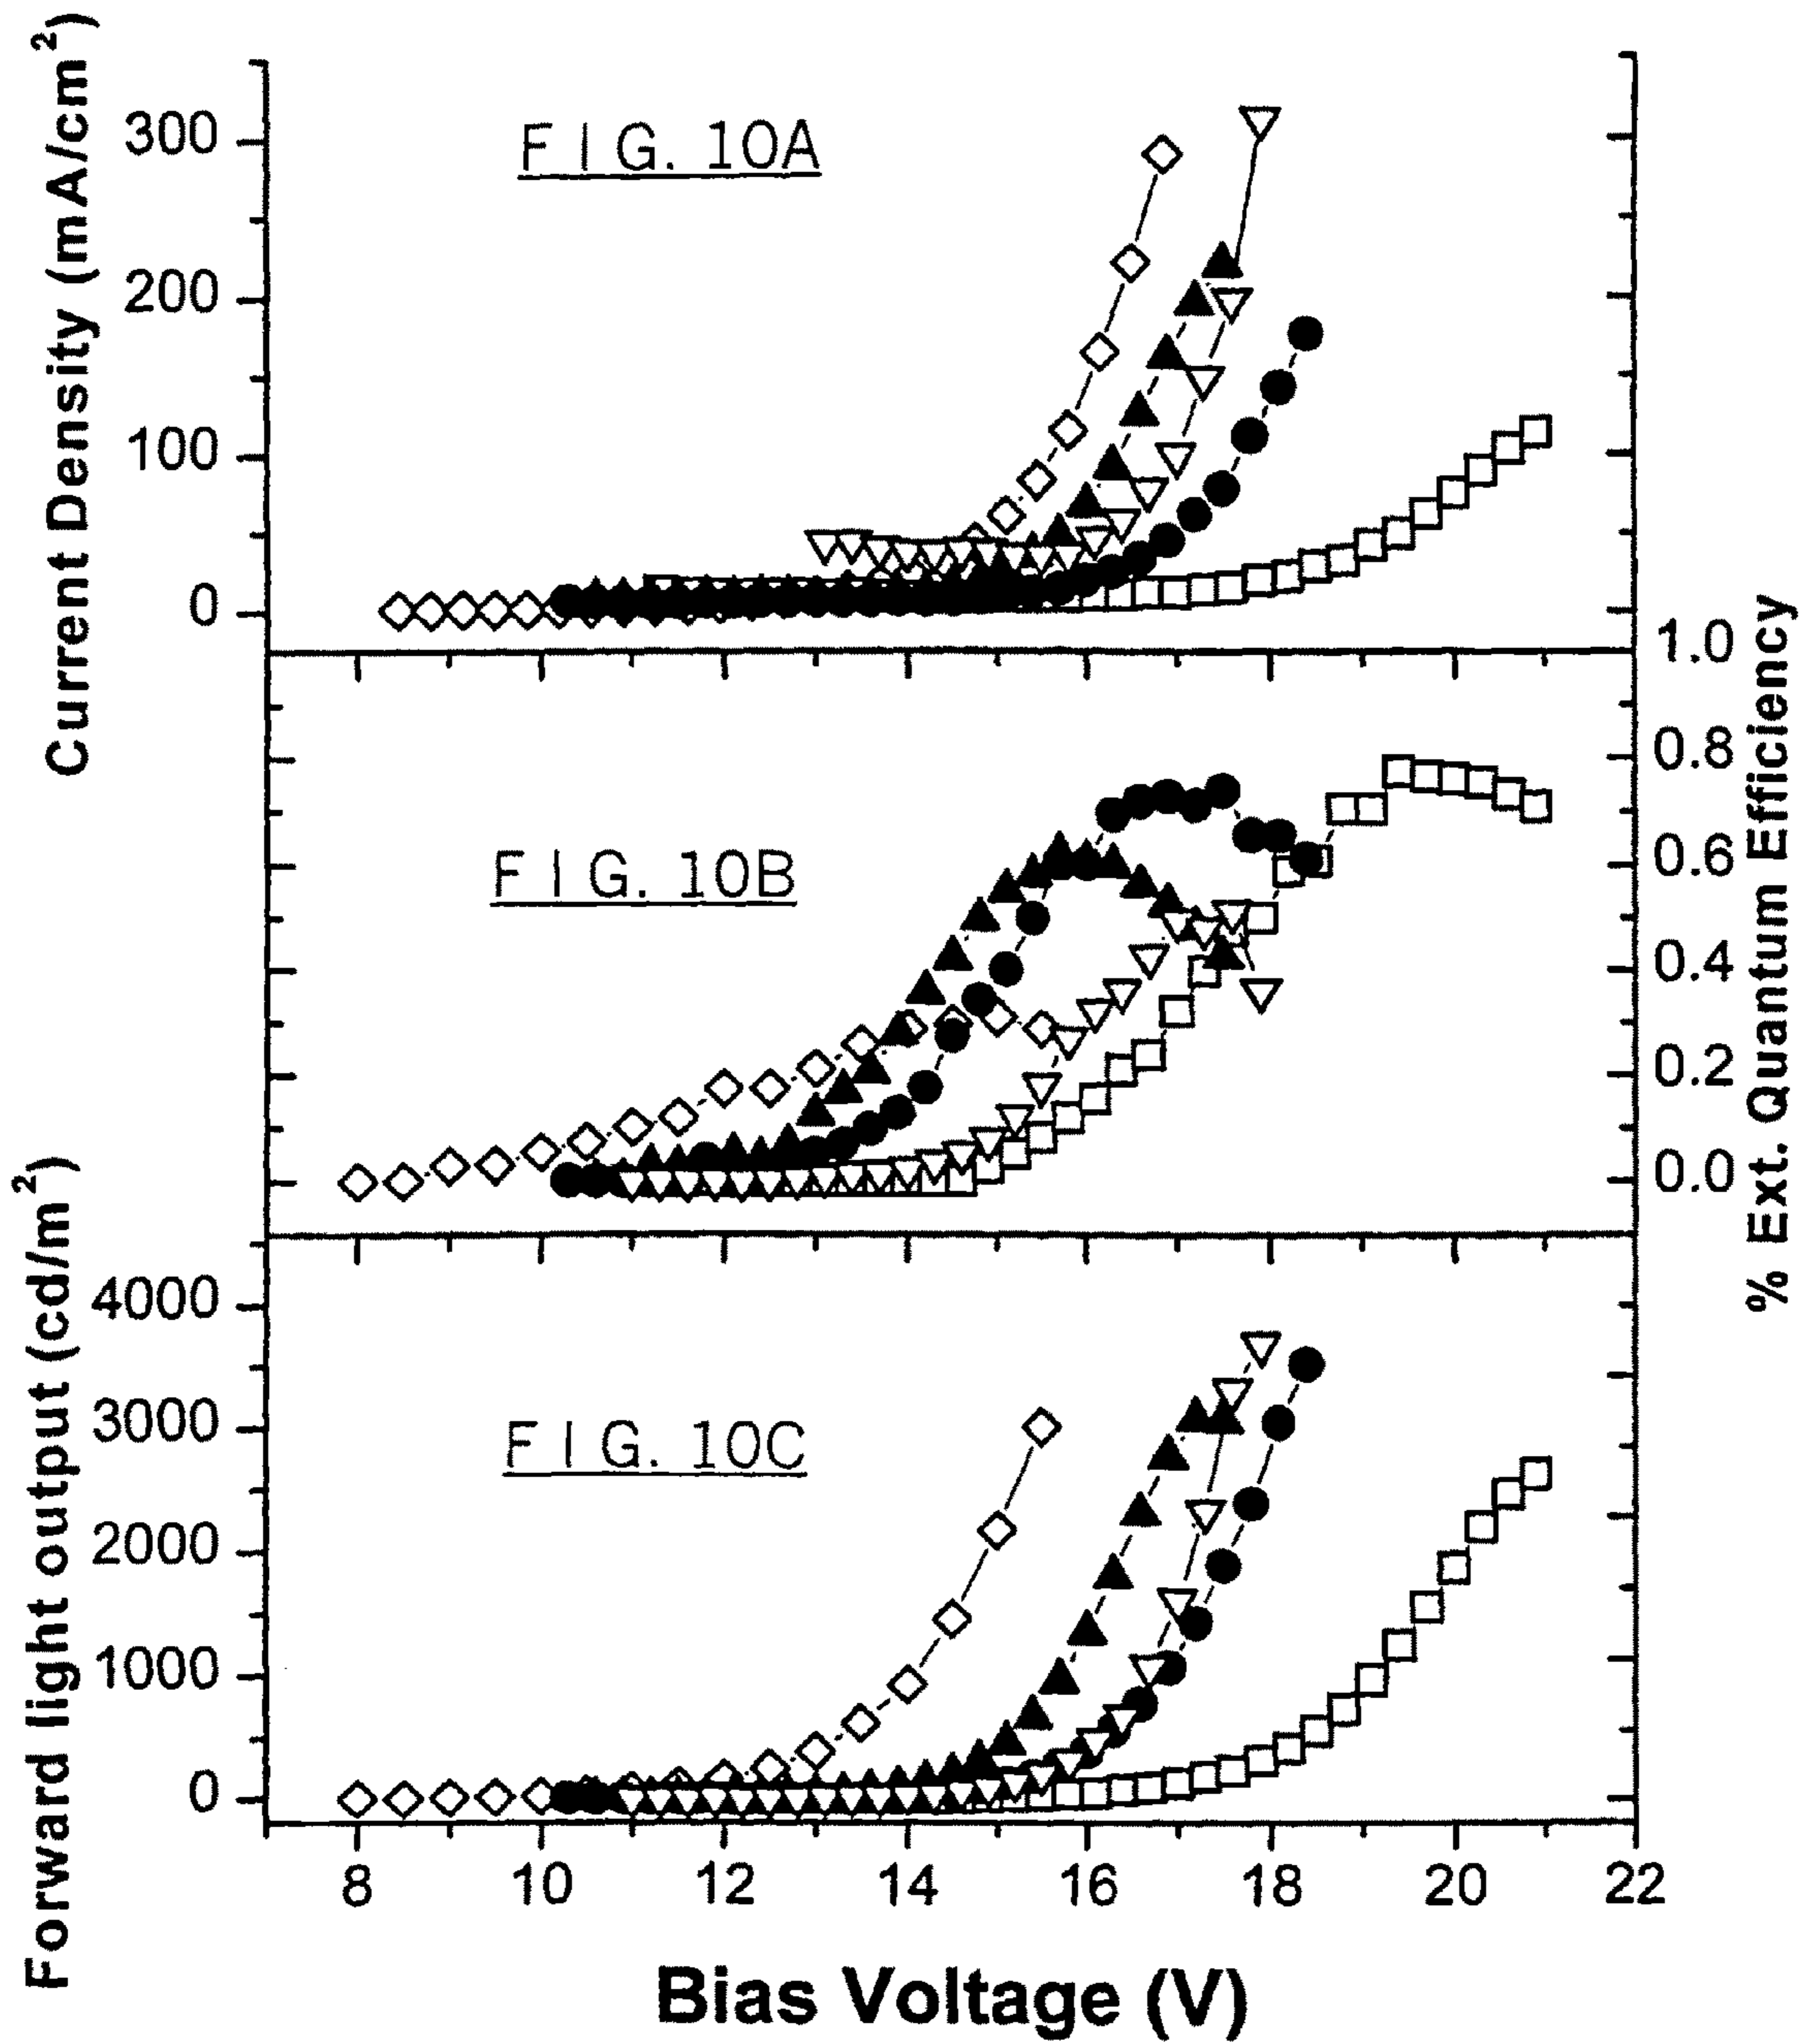 Current Density (mA/cm²)
300
200
100
0
FIG. 10A
1.0
0.8
0.6
0.4
0.2
0.0
% Ext. Quantum Efficiency
FIG. 10B
Forward light output (cd/m²)
4000
3000
2000
1000
0
FIG. 10C
8 10 12 14 16 18 20 22
Bias Voltage (V)